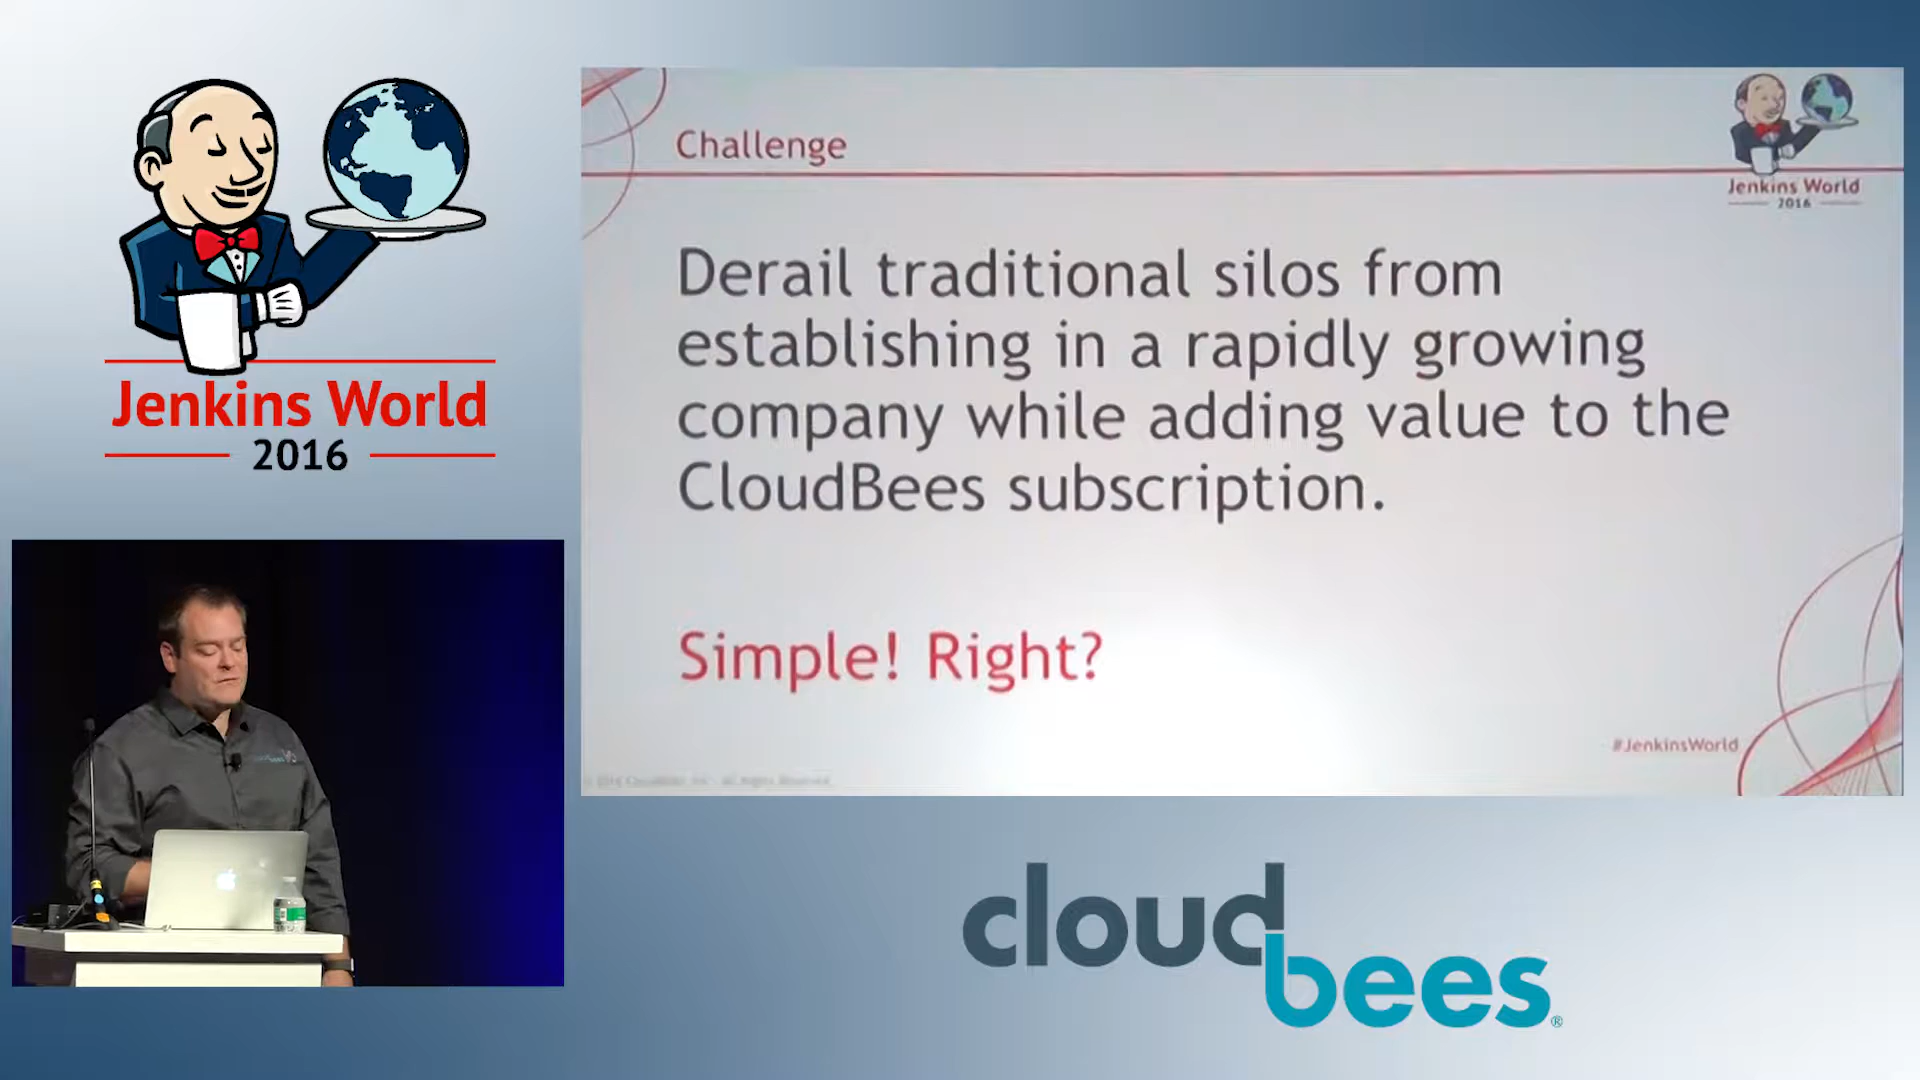 Jenkins World
2016
Challenge
Jenkins World
2016
Derail traditional silos from
establishing in a rapidly growing
company while adding value to the
CloudBees subscription.
Simple! Right?
#JenkinsWorld
cloud
bees®